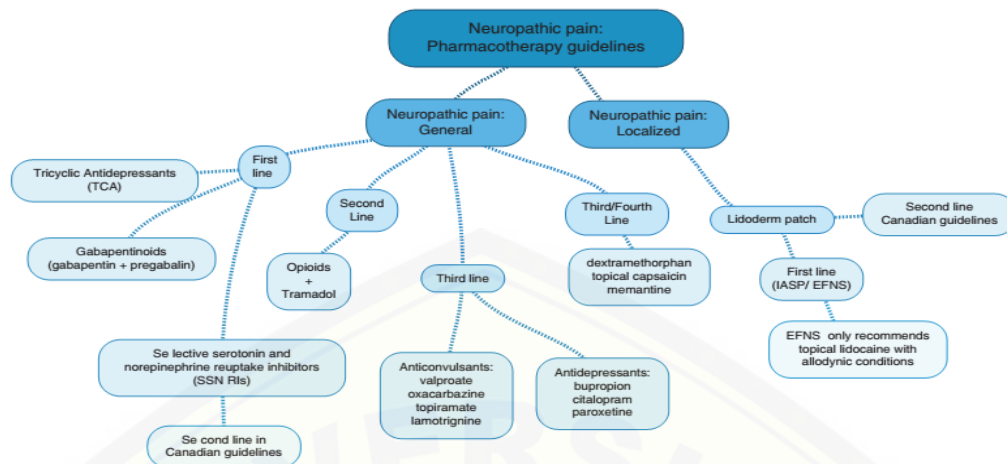 Neuropathic pain:
Pharmacotherapy guidelines
Neuropathic pain:
General
Neuropathic pain:
Localized
First
line
Tricyclic Antidepressants
(TCA)
Gabapentinoids
(gabapentin + pregabalin)
Se lective serotonin and
norepinephrine reuptake inhibitors
(SSN RIs)
Se cond line in
Canadian guidelines
Second
Line
Opioids
+
Tramadol
Third line
Anticonvulsants:
valproate
oxacarbazine
topiramate
lamotrignine
Antidepressants:
bupropion
citalopram
paroxetine
Third/Fourth
Line
dextramethorphan
topical capsaicin
memantine
Lidoderm patch
Second line
Canadian guidelines
First line
(IASP/ EFNS)
EFNS only recommends
topical lidocaine with
allodynic conditions